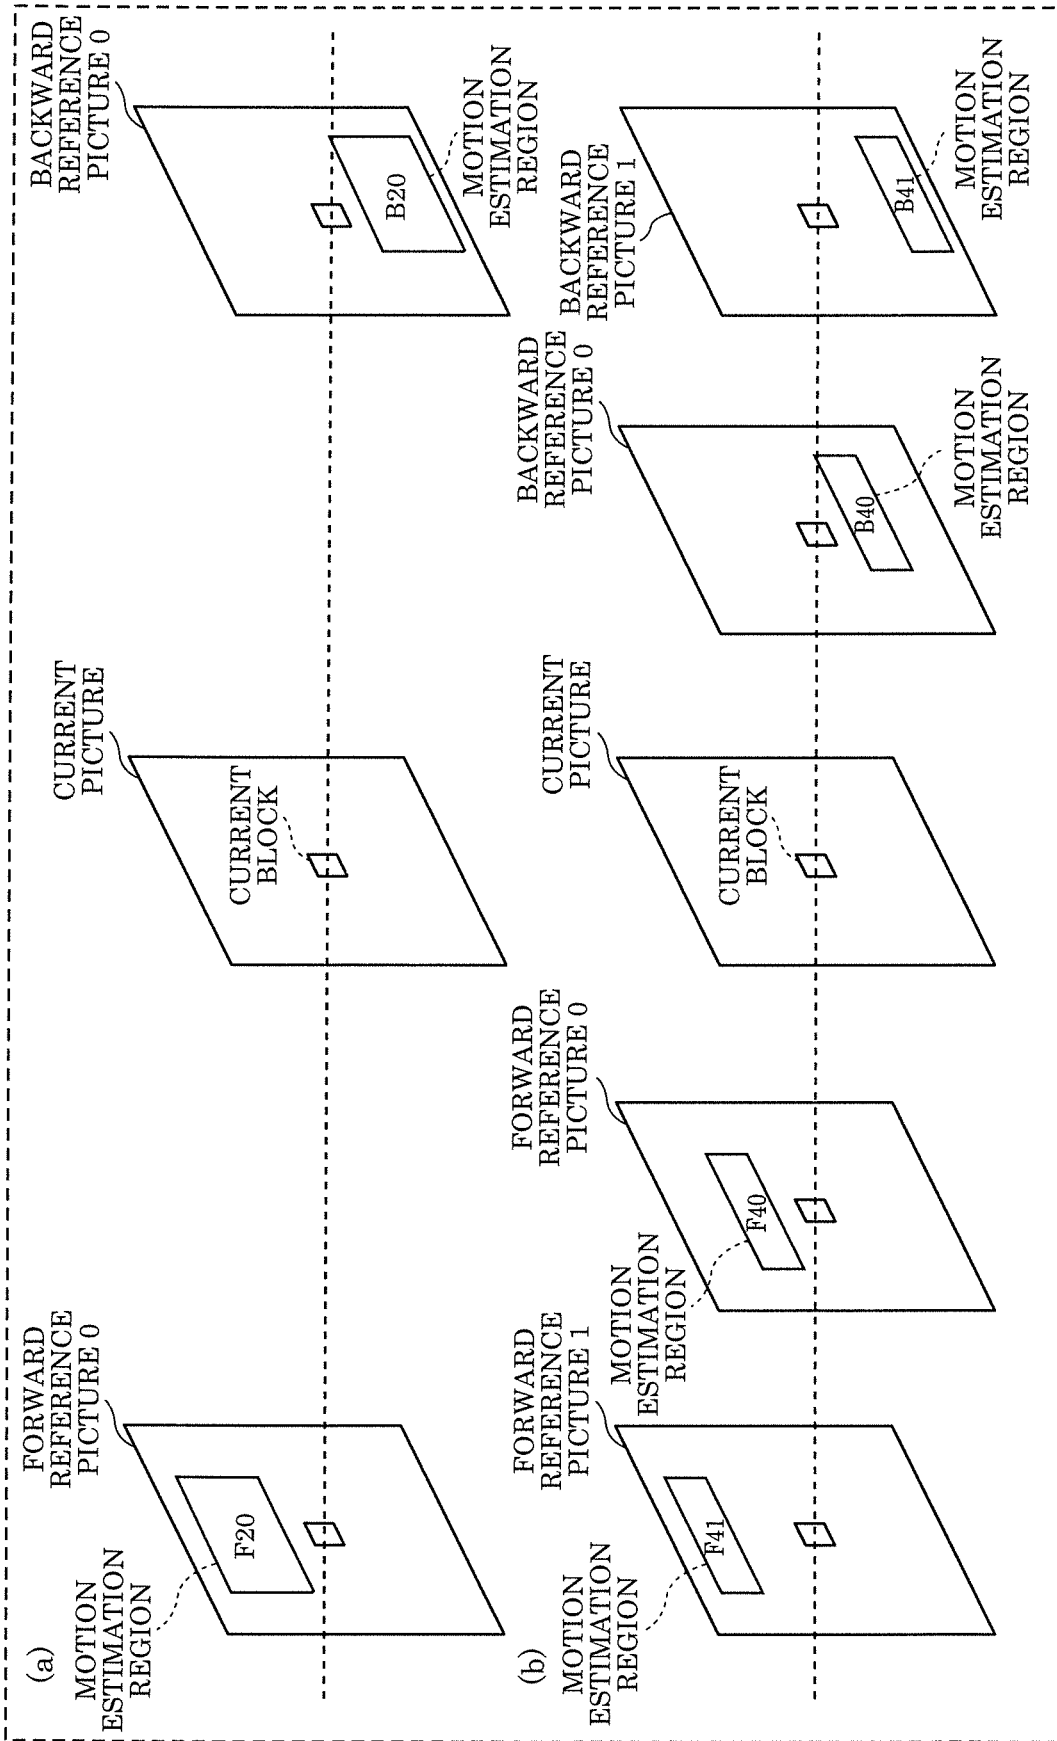 (a)
MOTION
ESTIMATION
REGION
FORWARD
REFERENCE
PICTURE 0
F20
CURRENT
PICTURE
CURRENT
BLOCK
BACKWARD
REFERENCE
PICTURE 0
B20
MOTION
ESTIMATION
REGION
(b)
MOTION
ESTIMATION
REGION
FORWARD
REFERENCE
PICTURE 1
F41
MOTION
ESTIMATION
REGION
FORWARD
REFERENCE
PICTURE 0
F40
CURRENT
PICTURE
CURRENT
BLOCK
BACKWARD
REFERENCE
PICTURE 0
B40
MOTION
ESTIMATION
REGION
BACKWARD
REFERENCE
PICTURE 1
B41
MOTION
ESTIMATION
REGION